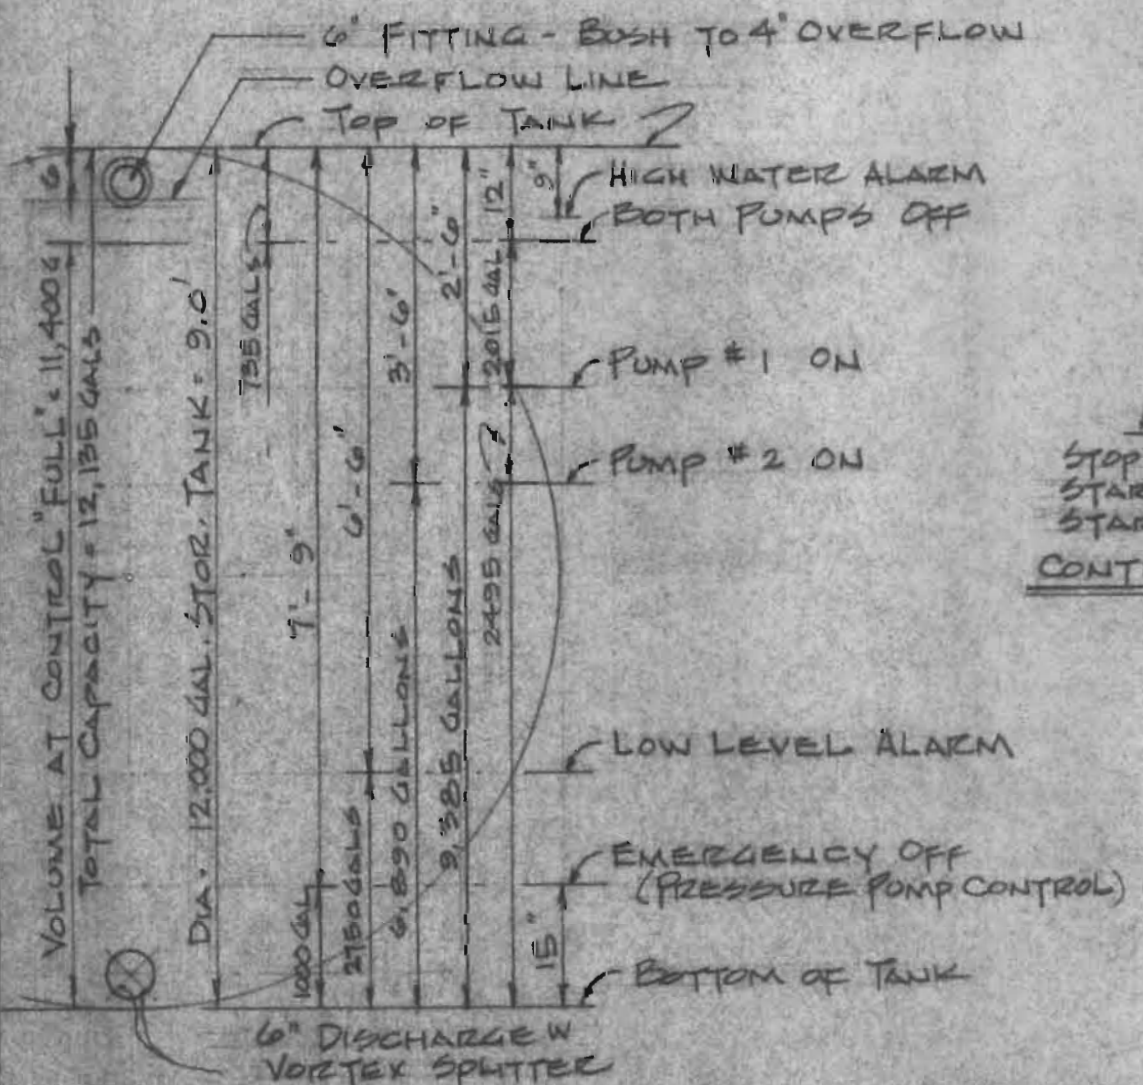 6" FITTING - BUSH TO 4" OVERFLOW
OVERFLOW LINE
TOP OF TANK
6"
9"
12"
HIGH WATER ALARM
BOTH PUMPS OFF
735 GALS
2'-6"
2015 GAL
3'-6"
PUMP #1 ON
6'-6"
PUMP #2 ON
7'-9"
2495 GALS
VOLUME AT CONTROL "FULL" = 11,400 G
TOTAL CAPACITY = 12,135 GALS
DIA. 12,000 GAL. STOR. TANK = 9.0'
1000 GAL
2750 GALS
6,890 GALLONS
9,385 GALLONS
LOW LEVEL ALARM
EMERGENCY OFF
(PRESSURE PUMP CONTROL)
15"
BOTTOM OF TANK
6" DISCHARGE W
VORTEX SPLITTER
STOP
STAR
STAR
CONT